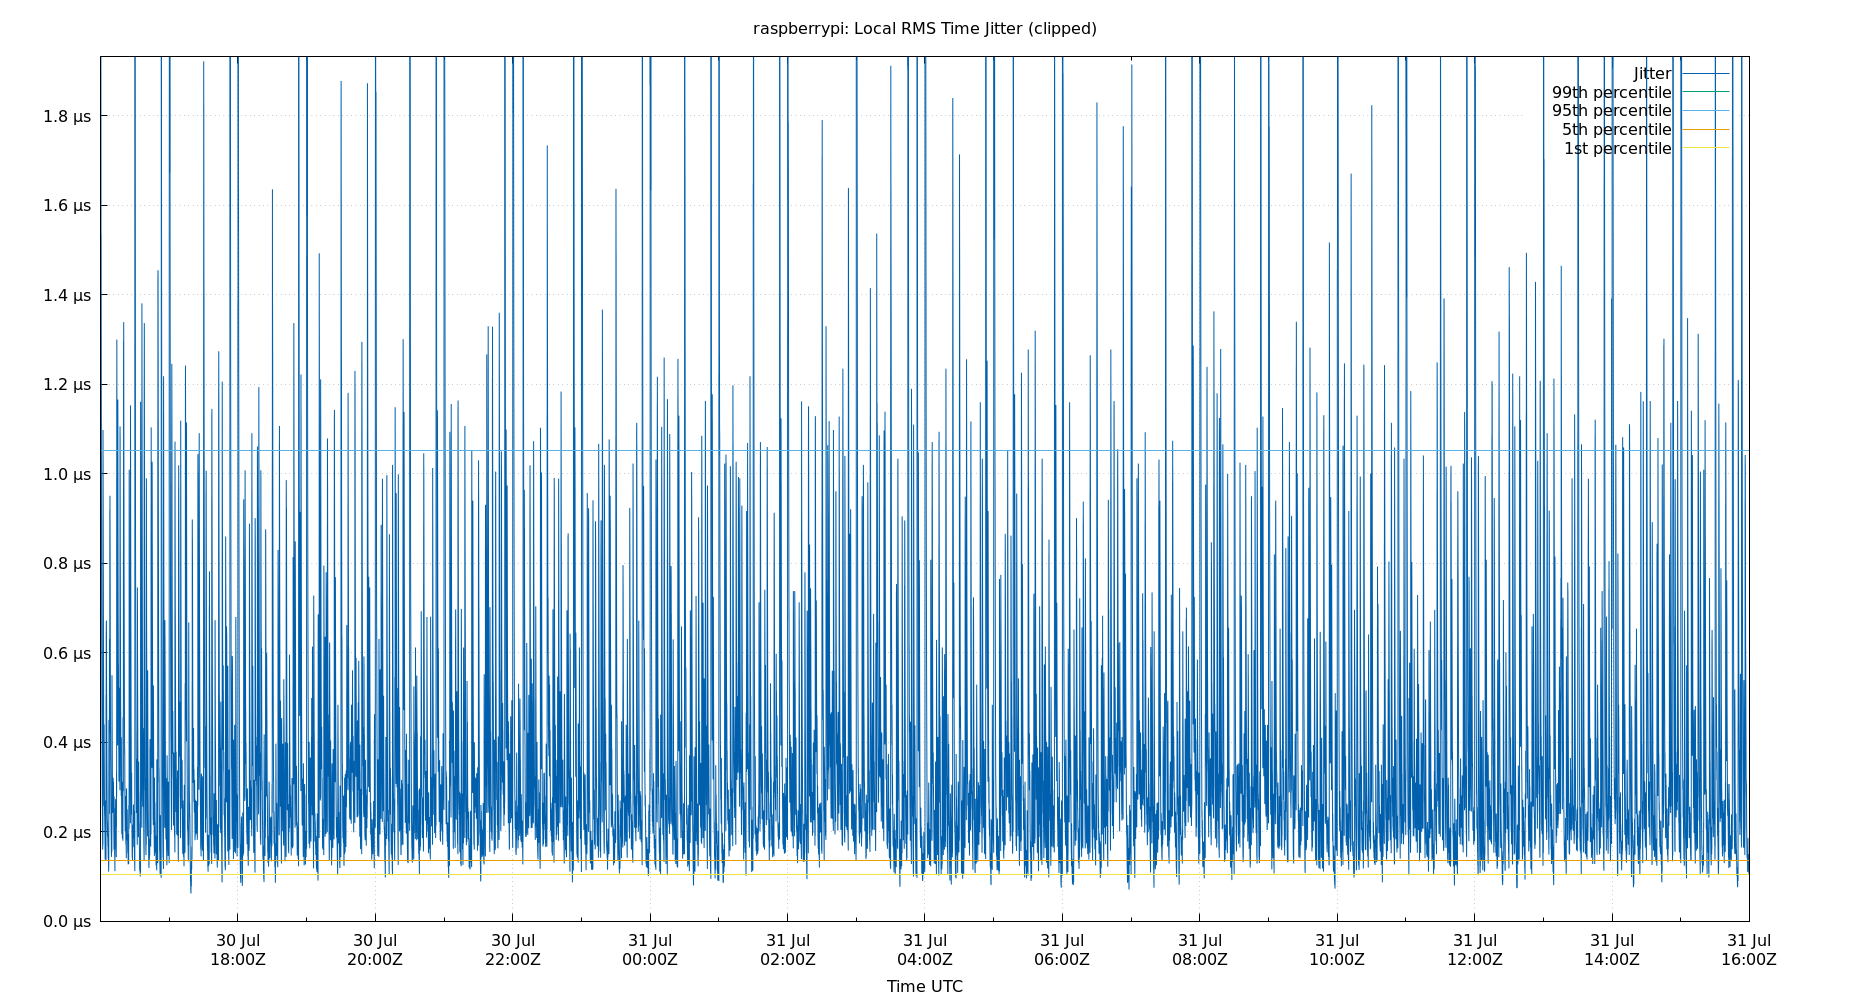 raspberrypi: Local RMS Time Jitter (clipped)
Jitter
99th percentile
95th percentile
5th percentile
1st percentile
1.8 µs
1.6 µs
1.4 µs
1.2 µs
1.0 µs
0.8 µs
0.6 µs
0.4 µs
0.2 µs
0.0 µs
30 Jul 30 Jul 30 Jul 31 Jul 31 Jul 31 Jul 31 Jul 31 Jul 31 Jul 31 Jul 31 Jul 31 Jul
18:00Z 20:00Z 22:00Z 00:00Z 02:00Z 04:00Z 06:00Z 08:00Z 10:00Z 12:00Z 14:00Z 16:00Z
Time UTC